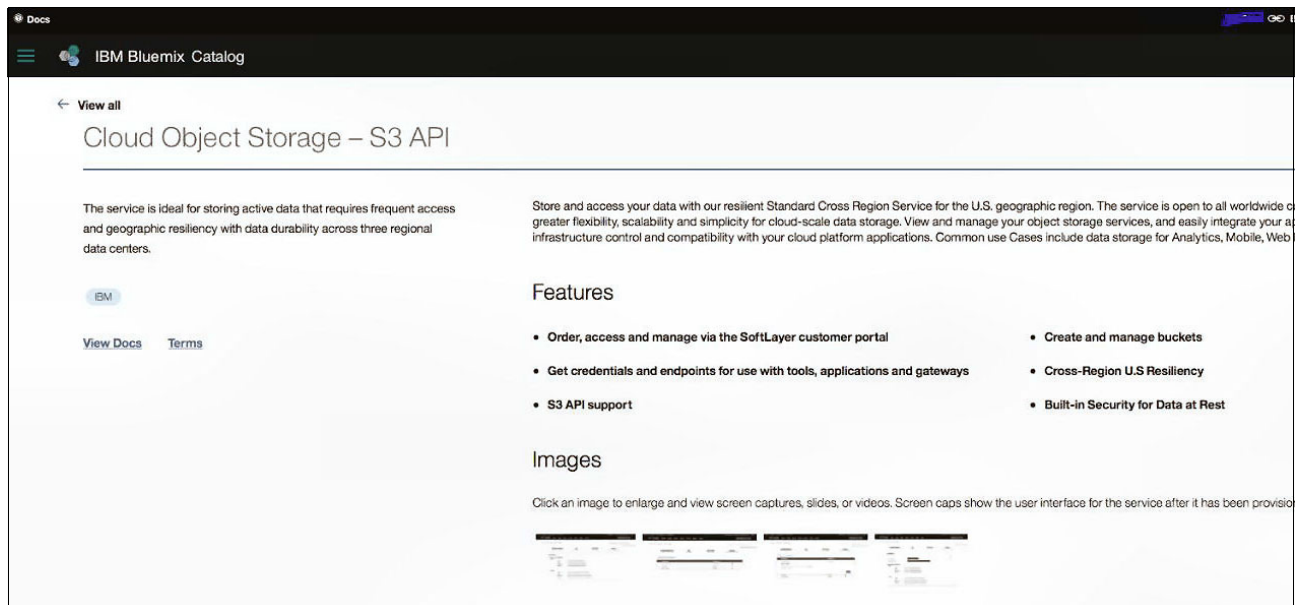 Docs
IBM Bluemix Catalog
← View all
Cloud Object Storage – S3 API
The service is ideal for storing active data that requires frequent access
and geographic resiliency with data durability across three regional
data centers.
IBM
View Docs Terms
Store and access your data with our resilient Standard Cross Region Service for the U.S. geographic region. The service is open to all worldwide
greater flexibility, scalability and simplicity for cloud-scale data storage. View and manage your object storage services, and easily integrate your
infrastructure control and compatibility with your cloud platform applications. Common use Cases include data storage for Analytics, Mobile, Web
Features
• Order, access and manage via the SoftLayer customer portal
• Get credentials and endpoints for use with tools, applications and gateways
• S3 API support
• Create and manage buckets
• Cross-Region U.S Resiliency
• Built-in Security for Data at Rest
Images
Click an image to enlarge and view screen captures, slides, or videos. Screen caps show the user interface for the service after it has been provisio